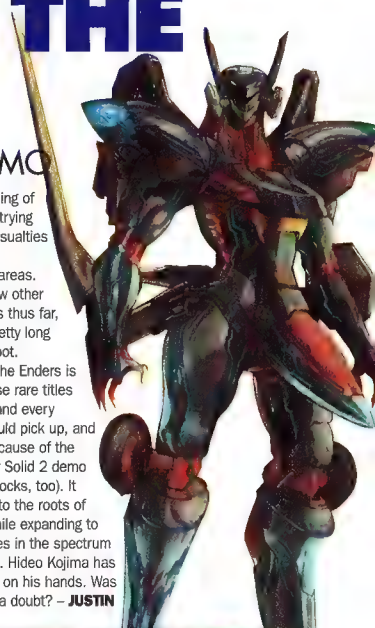 THE
MO
ing of
trying
sualties
areas.
w other
s thus far,
etty long
oot.
he Enders is
se rare titles
and every
uld pick up, and
cause of the
Solid 2 demo
ocks, too). It
to the roots of
ile expanding to
es in the spectrum
. Hideo Kojima has
on his hands. Was
a doubt? – JUSTIN